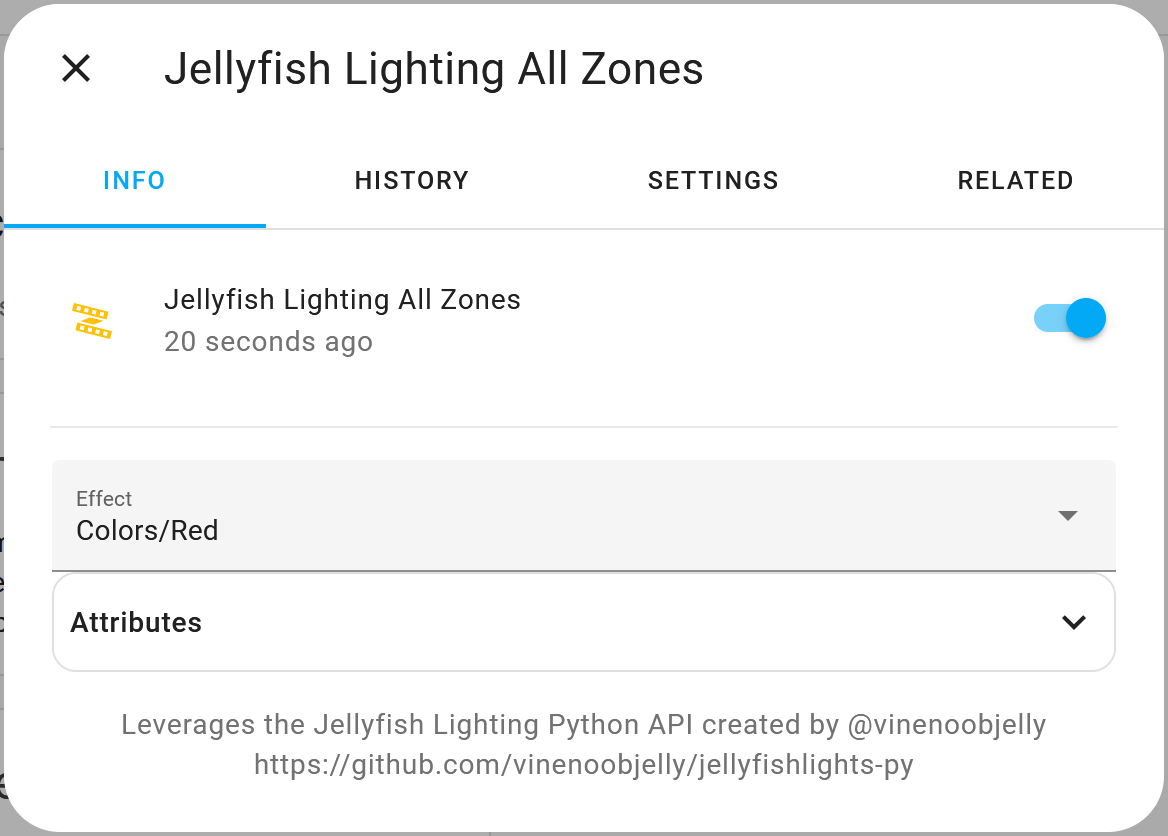 Jellyfish Lighting All Zones
INFO
HISTORY
SETTINGS
RELATED
Jellyfish Lighting All Zones
20 seconds ago
Effect
Colors/Red
Attributes
Leverages the Jellyfish Lighting Python API created by @vinenoobjelly
https://github.com/vinenoobjelly/jellyfishlights-py